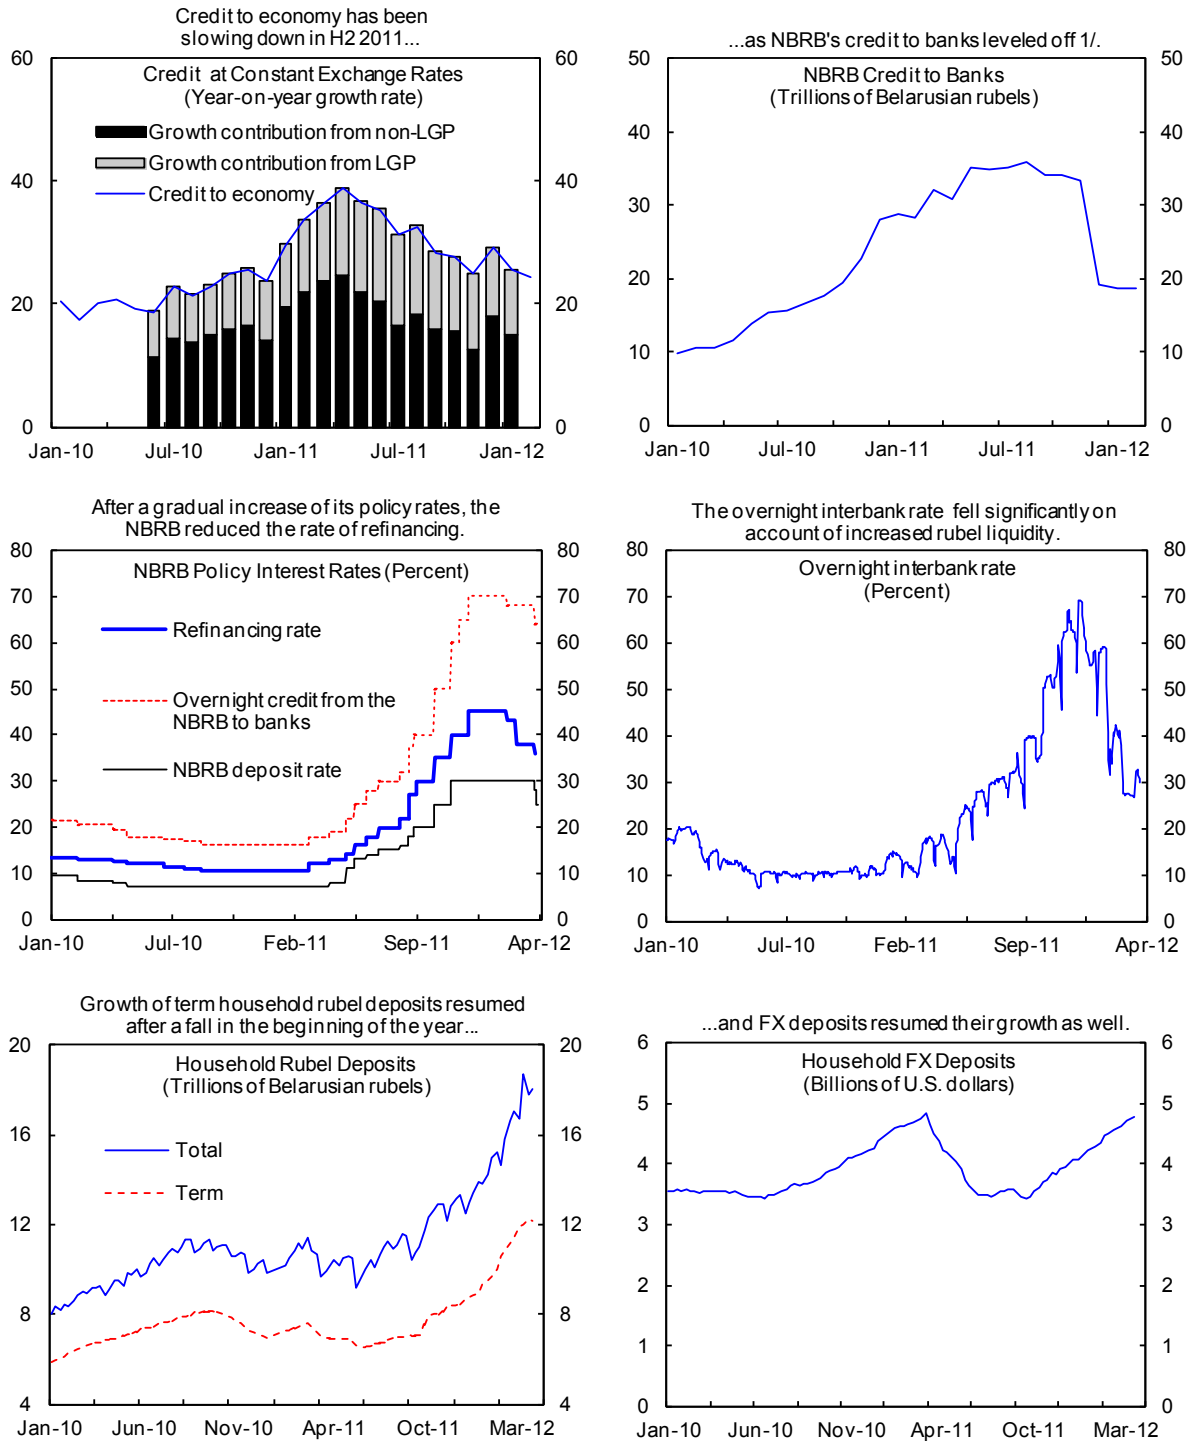 Credit to economy has been
slowing down in H2 2011...
Credit at Constant Exchange Rates
(Year-on-year growth rate)
Growth contribution from non-LGP
Growth contribution from LGP
Credit to economy
60
40
20
0
60
40
20
0
Jan-10 Jul-10 Jan-11 Jul-11 Jan-12
...as NBRB's credit to banks leveled off 1/.
NBRB Credit to Banks
(Trillions of Belarusian rubels)
50
40
30
20
10
0
50
40
30
20
10
0
Jan-10 Jul-10 Jan-11 Jul-11 Jan-12
After a gradual increase of its policy rates, the
NBRB reduced the rate of refinancing.
NBRB Policy Interest Rates (Percent)
Refinancing rate
Overnight credit from the
NBRB to banks
NBRB deposit rate
80
70
60
50
40
30
20
10
0
80
70
60
50
40
30
20
10
0
Jan-10 Jul-10 Feb-11 Sep-11 Apr-12
The overnight interbank rate fell significantly on
account of increased rubel liquidity.
Overnight interbank rate
(Percent)
80
70
60
50
40
30
20
10
0
80
70
60
50
40
30
20
10
0
Jan-10 Jul-10 Feb-11 Sep-11 Apr-12
Growth of term household rubel deposits resumed
after a fall in the beginning of the year...
Household Rubel Deposits
(Trillions of Belarusian rubels)
Total
Term
20
16
12
8
4
20
16
12
8
4
Jan-10 Jun-10 Nov-10 Apr-11 Oct-11 Mar-12
...and FX deposits resumed their growth as well.
Household FX Deposits
(Billions of U.S. dollars)
6
5
4
3
2
1
0
6
5
4
3
2
1
0
Jan-10 Jun-10 Nov-10 Apr-11 Oct-11 Mar-12